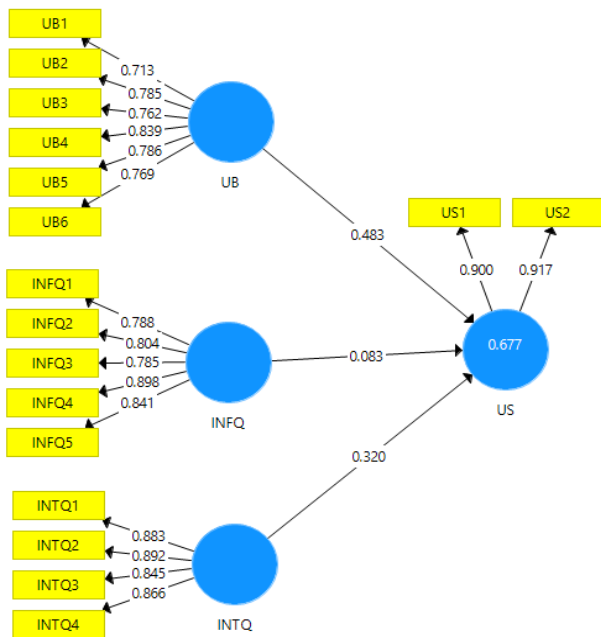 UB1
UB2
UB3
UB4
UB5
UB6
0.713
0.785
0.762
0.839
0.786
0.769
UB
US1
US2
0.483
0.900
0.917
INFQ1
INFQ2
INFQ3
INFQ4
INFQ5
0.788
0.804
0.785
0.898
0.841
INFQ
0.083
0.677
US
0.320
INTQ1
INTQ2
INTQ3
INTQ4
0.883
0.892
0.845
0.866
INTQ